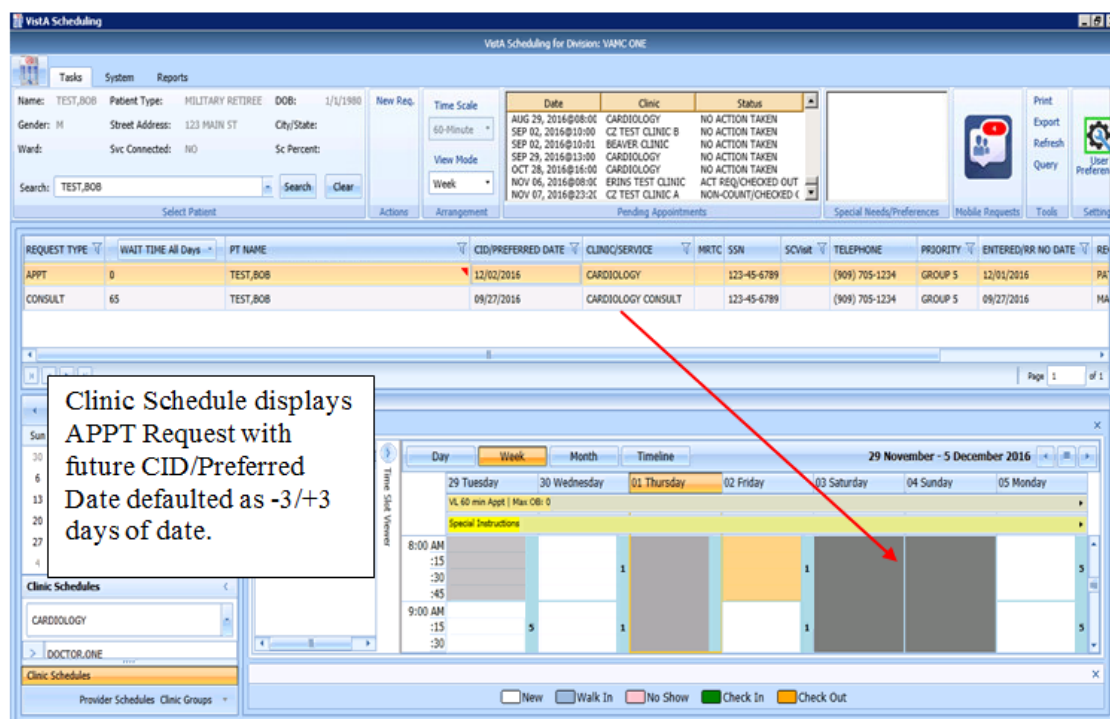 VistA Scheduling
VistA Scheduling for Division: VAMC ONE
Tasks System Reports
Name: TEST,BOB Patient Type: MILITARY RETIREE DOB: 1/1/1980
Gender: M Street Address: 123 MAIN ST City/State:
Ward: Svc Connected: NO Sc Percent:
Search: TEST,BOB Search Clear
Select Patient
New Req.
Actions
Time Scale
60-Minute
View Mode
Week
Arrangement
Date Clinic Status
AUG 29, 2016@08:00 CARDIOLOGY NO ACTION TAKEN
SEP 02, 2016@10:00 CZ TEST CLINIC B NO ACTION TAKEN
SEP 02, 2016@10:01 BEAVER CLINIC NO ACTION TAKEN
SEP 29, 2016@13:00 CARDIOLOGY NO ACTION TAKEN
OCT 28, 2016@16:00 CARDIOLOGY NO ACTION TAKEN
NOV 06, 2016@08:00 ERINS TEST CLINIC ACT REQ/CHECKED OUT
NOV 07, 2016@23:20 CZ TEST CLINIC A NON-COUNT/CHECKED (
Pending Appointments
Special Needs/Preferences
Mobile Requests
Print
Export
Refresh
Query
Tools
User
Preferenc
Setting
REQUEST TYPE WAIT TIME All Days PT NAME CID/PREFERRED DATE CLINIC/SERVICE MRTC SSN SCVisit TELEPHONE PRIORITY ENTERED/RR NO DATE RE
APPT 0 TEST,BOB 12/02/2016 CARDIOLOGY 123-45-6789 (909) 705-1234 GROUP 5 12/01/2016 PA
CONSULT 65 TEST,BOB 09/27/2016 CARDIOLOGY CONSULT 123-45-6789 (909) 705-1234 GROUP 5 09/27/2016 MA
Page 1 of 1
Clinic Schedule displays
APPT Request with
future CID/Preferred
Date defaulted as -3/+3
days of date.
Sun
30
6
13
20
27
4
Time Slot Viewer
Day Week Month Timeline 29 November - 5 December 2016
29 Tuesday 30 Wednesday 01 Thursday 02 Friday 03 Saturday 04 Sunday 05 Monday
VL 60 min Appt | Max OB: 0
Special Instructions
8:00 AM
:15
1 1 5
:30
:45
9:00 AM
:15
5 1 1 5
:30
Clinic Schedules
CARDIOLOGY
DOCTOR,ONE
Clinic Schedules
Provider Schedules Clinic Groups
New Walk In No Show Check In Check Out